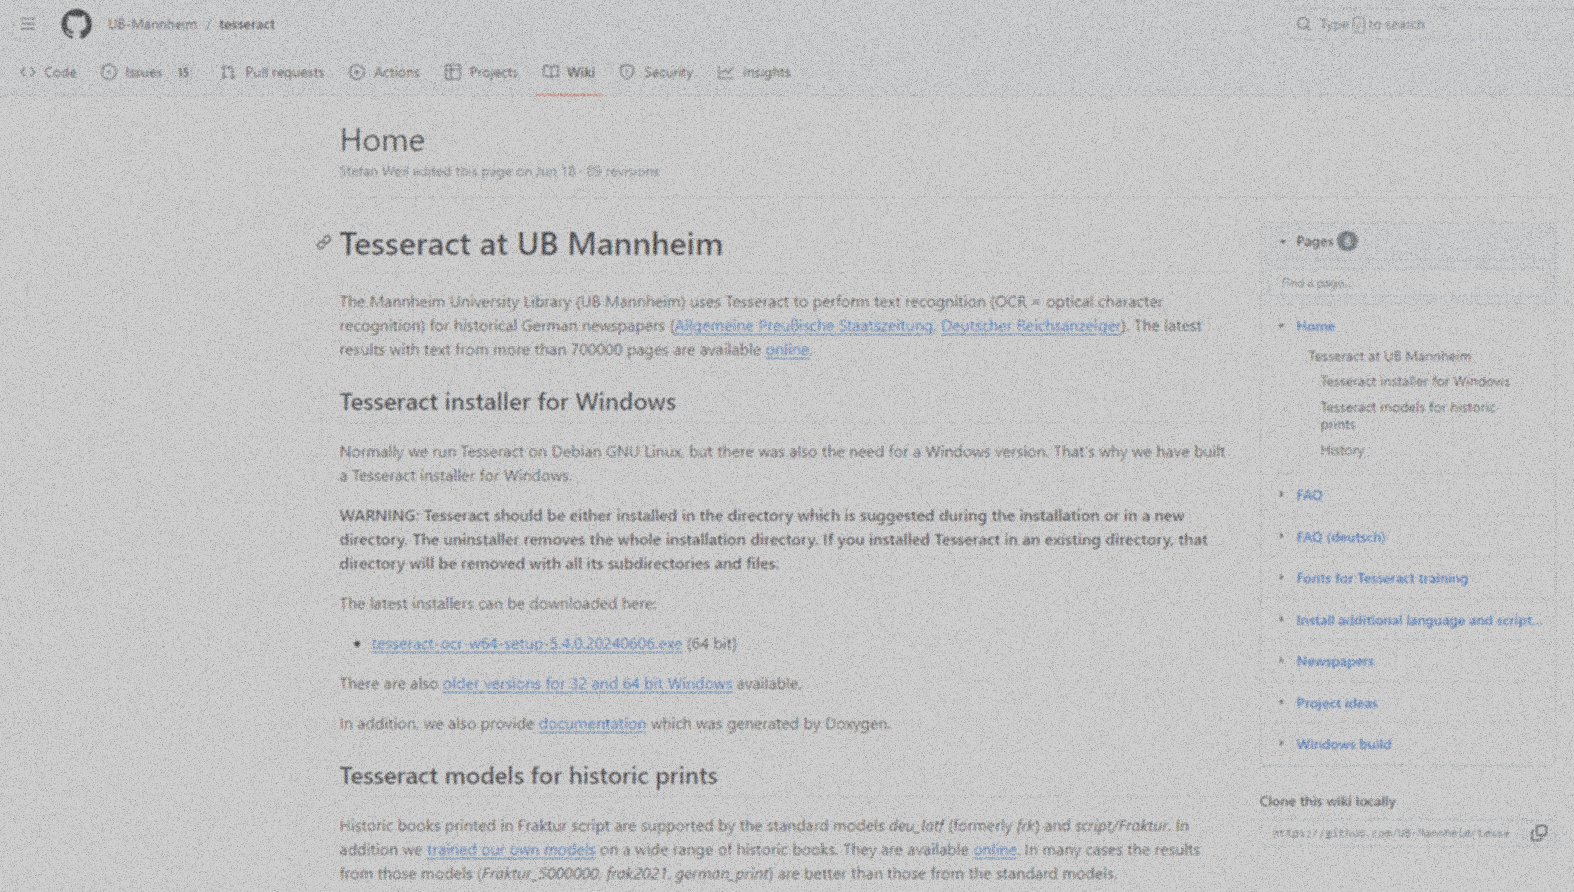 UB-Mannheim / tesseract
Type / to search
Code Issues 15 Pull requests Actions Projects Wiki Security Insights
Home
Stefan Weil edited this page on Jun 18 · 89 revisions
Tesseract at UB Mannheim
The Mannheim University Library (UB Mannheim) uses Tesseract to perform text recognition (OCR = optical character
recognition) for historical German newspapers (Allgemeine Preußische Staatszeitung, Deutscher Reichsanzeiger). The latest
results with text from more than 700000 pages are available online.
Tesseract installer for Windows
Normally we run Tesseract on Debian GNU Linux, but there was also the need for a Windows version. That's why we have built
a Tesseract installer for Windows.
WARNING: Tesseract should be either installed in the directory which is suggested during the installation or in a new
directory. The uninstaller removes the whole installation directory. If you installed Tesseract in an existing directory, that
directory will be removed with all its subdirectories and files.
The latest installers can be downloaded here:
• tesseract-ocr-w64-setup-5.4.0.20240606.exe (64 bit)
There are also older versions for 32 and 64 bit Windows available.
In addition, we also provide documentation which was generated by Doxygen.
Tesseract models for historic prints
Historic books printed in Fraktur script are supported by the standard models deu_latf (formerly frk) and script/Fraktur. In
addition we trained our own models on a wide range of historic books. They are available online. In many cases the results
from those models (Fraktur_5000000, frak2021, german_print) are better than those from the standard models.
Pages
Find a page...
Home
Tesseract at UB Mannheim
Tesseract installer for Windows
Tesseract models for historic
prints
History
FAQ
FAQ (deutsch)
Fonts for Tesseract training
Install additional language and script...
Newspapers
Project ideas
Windows build
Clone this wiki locally
https://github.com/UB-Mannheim/tesse